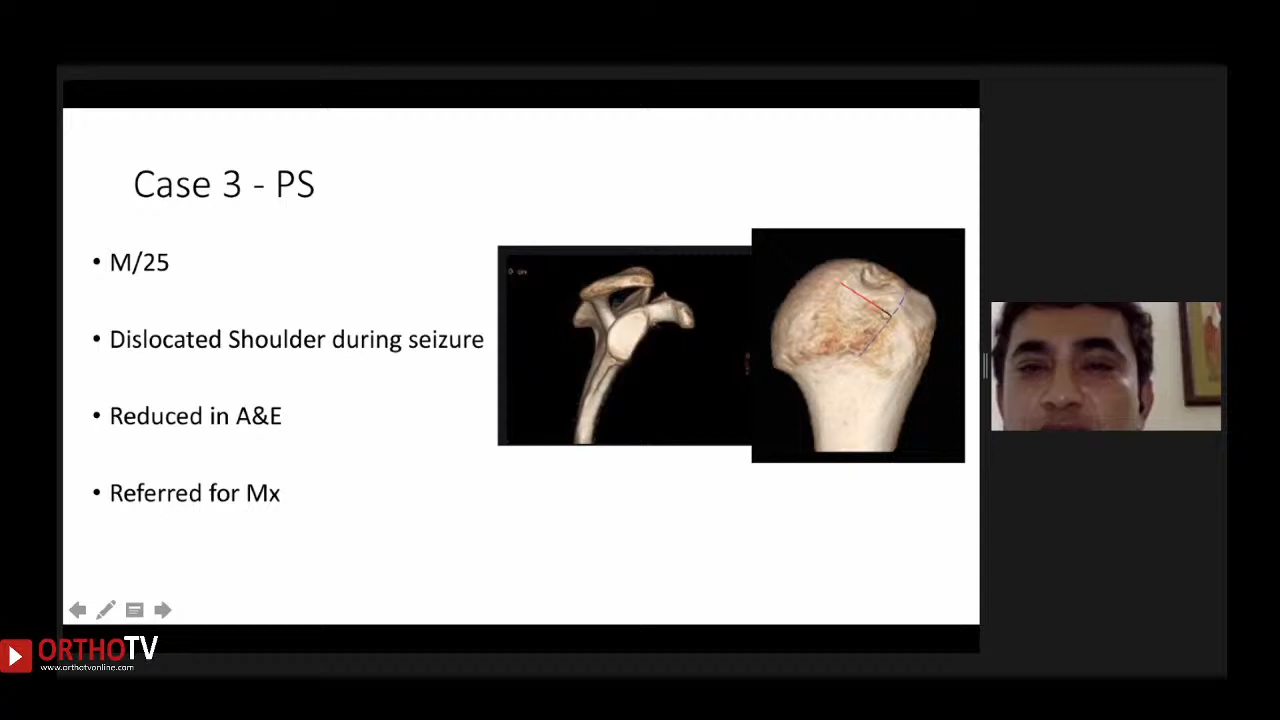 Case 3 - PS
• M/25
• Dislocated Shoulder during seizure
• Reduced in A&E
• Referred for Mx
ORTHOTV
www.orthotvonline.com